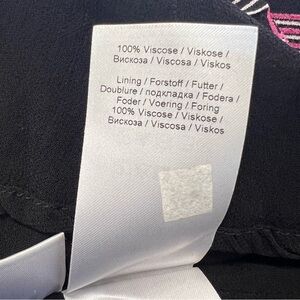 100% Viscose / Viskose /
Вискоза / Viscosa / Viskos
Lining / Forstoff / Futter /
Doublure / подкладка / Fodera /
Foder / Voering / Foring
100% Viscose / Viskose /
Вискоза / Viscosa / Viskos